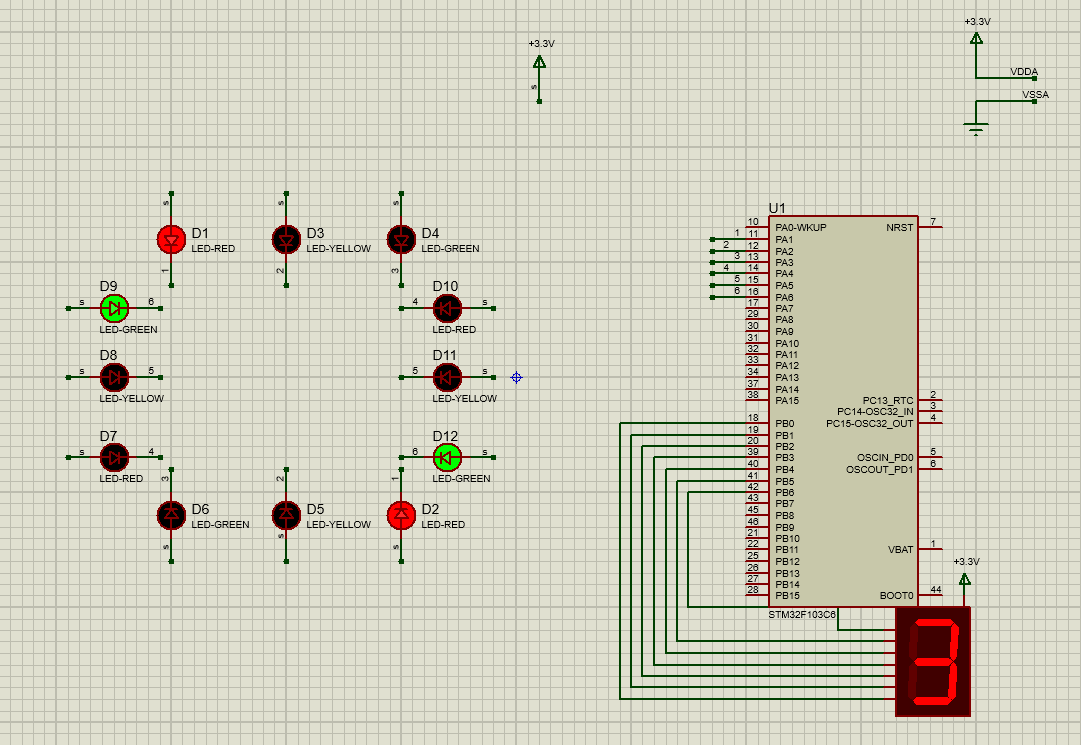 +3.3V
+3.3V
s
VDDA
VSSA
s
s
s
D1
LED-RED
D3
LED-YELLOW
D4
LED-GREEN
1
2
3
D9
s
6
LED-GREEN
D10
4
s
LED-RED
D8
s
5
LED-YELLOW
D11
5
s
LED-YELLOW
D7
s
4
LED-RED
D12
6
s
LED-GREEN
3
2
1
D6
LED-GREEN
D5
LED-YELLOW
D2
LED-RED
s
s
s
U1
10 PA0-WKUP NRST 7
1 11 PA1
2 12 PA2
3 13 PA3
4 14 PA4
5 15 PA5
6 16 PA6
17 PA7
29 PA8
30 PA9
31 PA10
32 PA11
33 PA12
34 PA13
37 PA14
38 PA15
PC13_RTC 2
PC14-OSC32_IN 3
18 PB0 PC15-OSC32_OUT 4
19 PB1
20 PB2
39 PB3 OSCIN_PD0 5
40 PB4 OSCOUT_PD1 6
41 PB5
42 PB6
43 PB7
45 PB8
46 PB9
21 PB10
22 PB11 VBAT 1
25 PB12
26 PB13
27 PB14
28 PB15 BOOT0 44
+3.3V
STM32F103C6
3